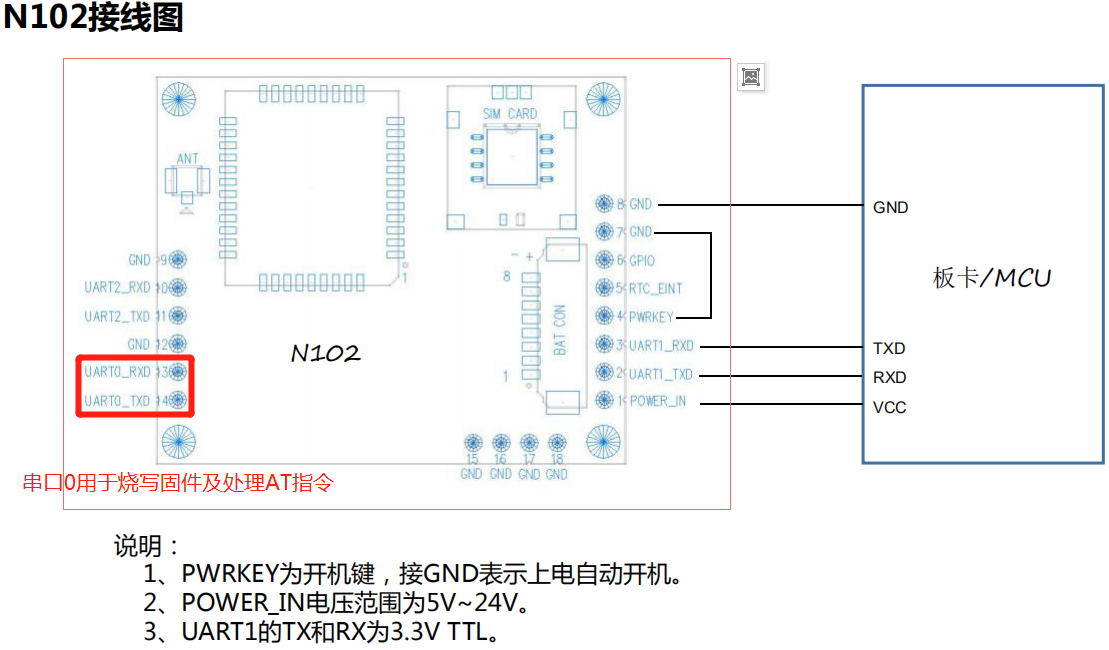 N102接线图
SIM CARD
ANT
8 GND
GND
7 GND
GND 9
6 GPIO
板卡/MCU
- +
8
UART2_RXD 10
5 RTC_EINT
1
UART2_TXD 11
4 PWRKEY
BAT CON
GND 12
N102
3 UART1_RXD
TXD
UART0_RXD 13
1
2 UART1_TXD
RXD
UART0_TXD 14
1 POWER_IN
VCC
15 16 17 18
GND GND GND GND
串口0用于烧写固件及处理AT指令
说明：
1、PWRKEY为开机键，接GND表示上电自动开机。
2、POWER_IN电压范围为5V~24V。
3、UART1的TX和RX为3.3V TTL。